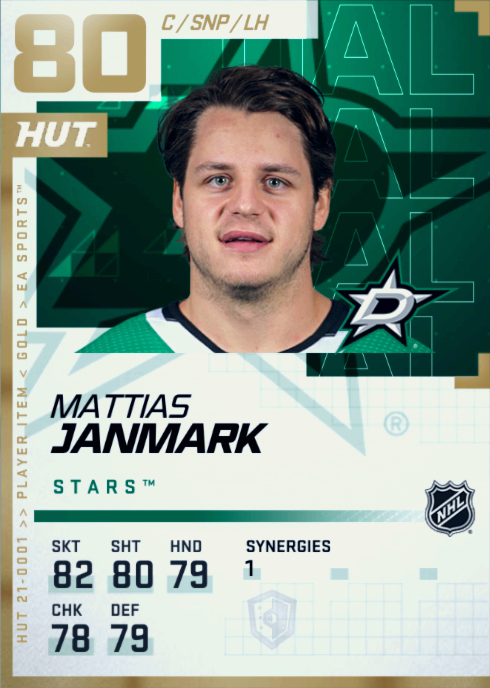 80
C / SNP / LH
HUT
HUT 21-0001 >> PLAYER ITEM < GOLD > EA SPORTS™
D
MATTIAS
JANMARK
®
STARS™
NHL
SKT SHT HND SYNERGIES
82 80 79 1
CHK DEF
78 79